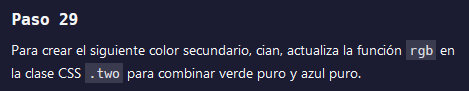 Paso 29
Para crear el siguiente color secundario, cian, actualiza la función rgb en
la clase CSS .two para combinar verde puro y azul puro.